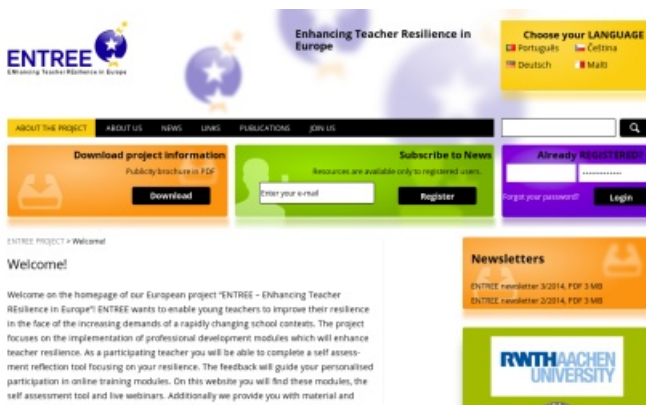 ENTREE
ENhancing Teacher REsilience in Europe
Enhancing Teacher Resilience in
Europe
Choose your LANGUAGE
Português Čeština
Deutsch Malti
ABOUT THE PROJECT ABOUT US NEWS LINKS PUBLICATIONS JOIN US
Download project information
Publicity brochure in PDF
Download
Subscribe to News
Resources are available only to registered users.
Enter your e-mail
Register
Already REGISTERED?
Forgot your password?
Login
ENTREE PROJECT > Welcome!
Welcome!
Welcome on the homepage of our European project "ENTREE – ENhancing Teacher
REsilience in Europe"! ENTREE wants to enable young teachers to improve their resilience
in the face of the increasing demands of a rapidly changing school contexts. The project
focuses on the implementation of professional development modules which will enhance
teacher resilience. As a participating teacher you will be able to complete a self assess-
ment reflection tool focusing on your resilience. The feedback will guide your personalised
participation in online training modules. On this website you will find these modules, the
self assessment tool and live webinars. Additionally we provide you with material and
Newsletters
ENTREE newsletter 3/2014, PDF 3 MB
ENTREE newsletter 2/2014, PDF 3 MB
RWTHAACHEN
UNIVERSITY